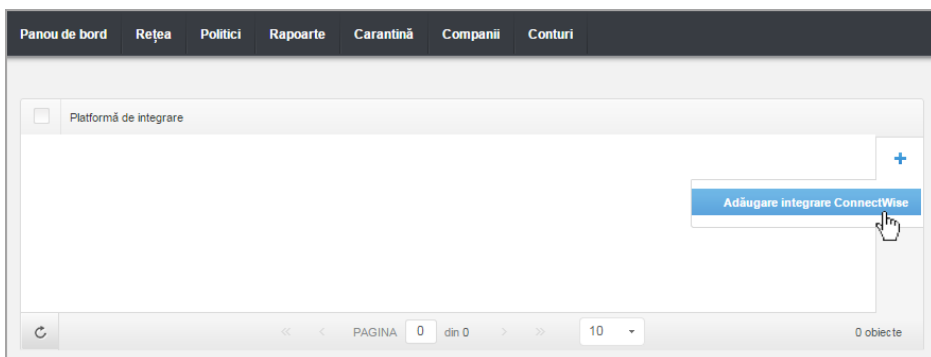 Panou de bord Rețea Politici Rapoarte Carantină Companii Conturi
Platformă de integrare
Adăugare integrare ConnectWise
PAGINA 0 din 0 10 0 obiecte